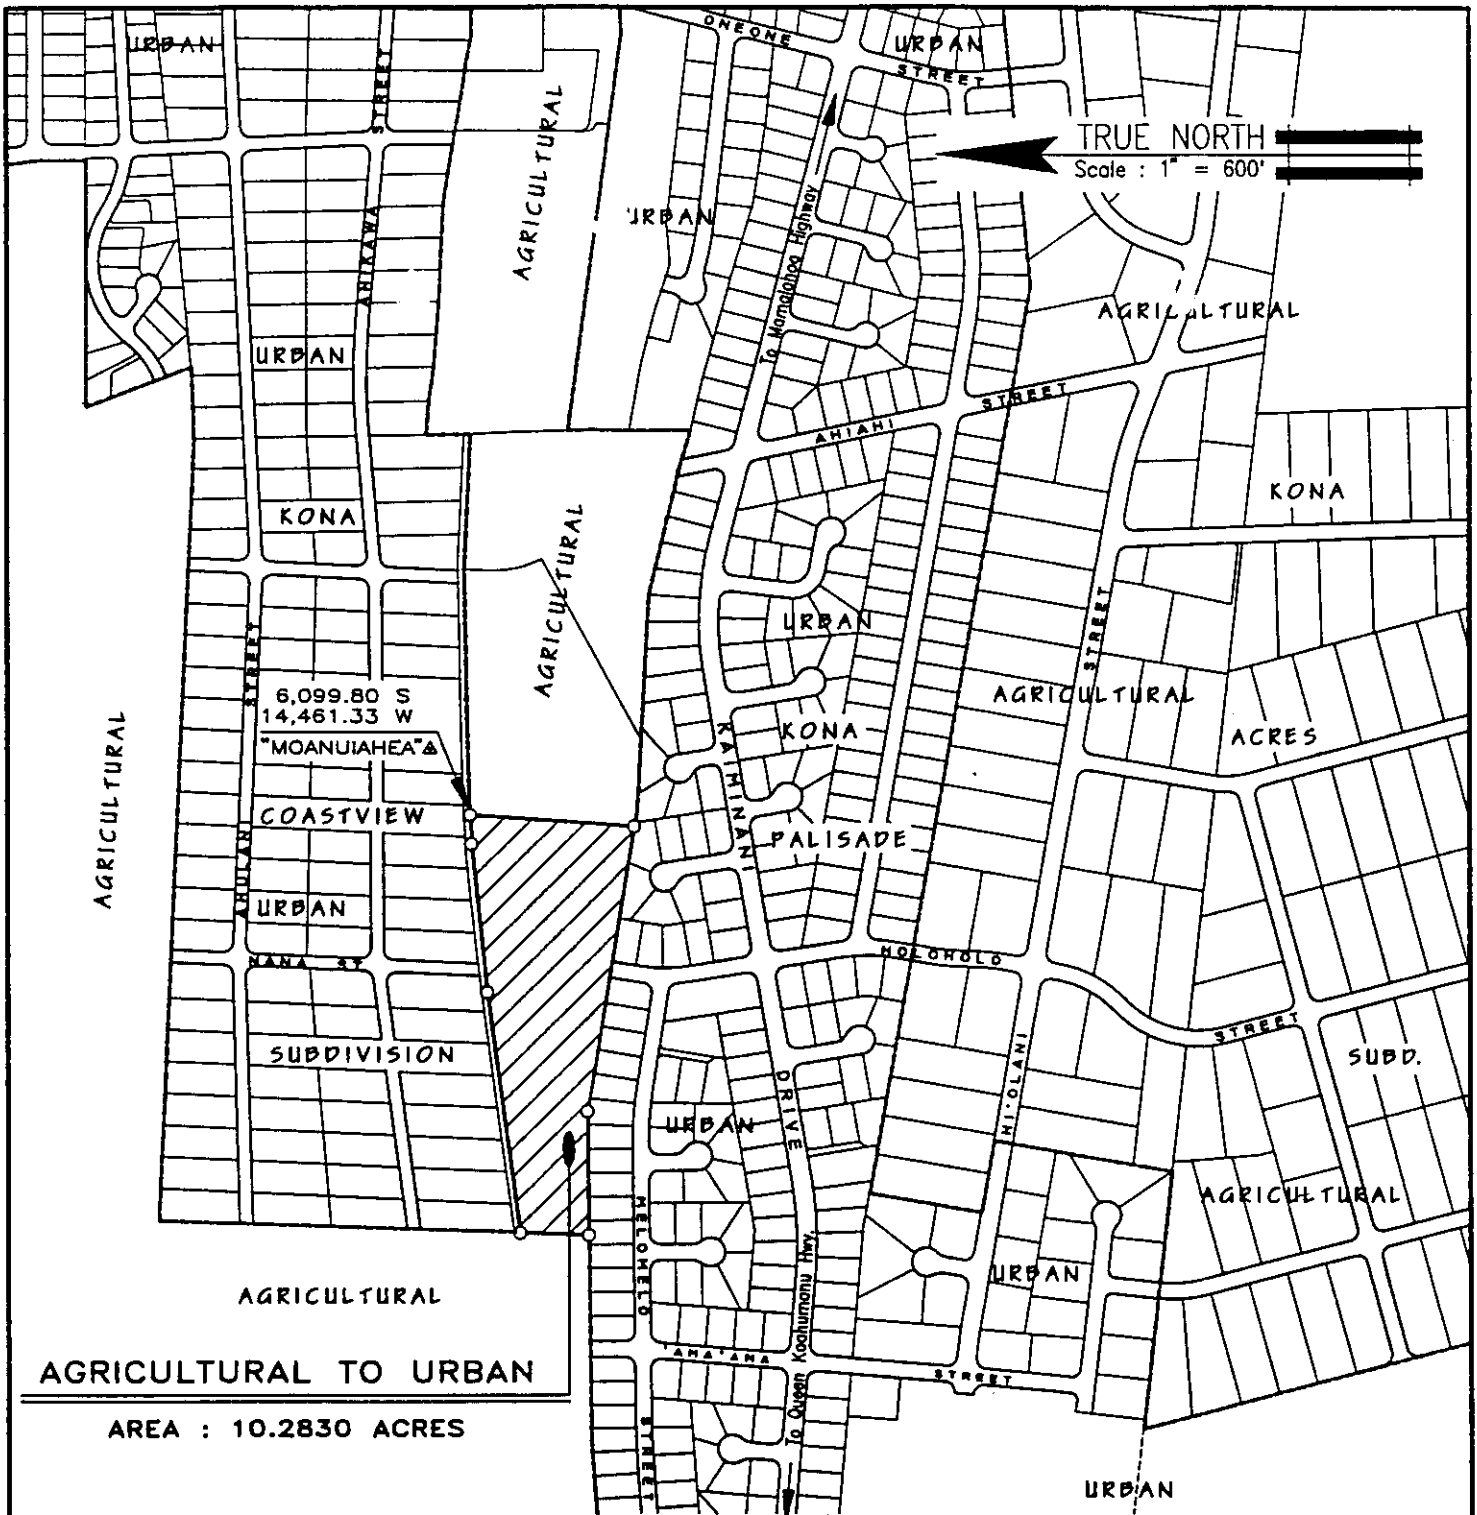 URBAN
STREET
ONEONE
URBAN
STREET
AGRICULTURAL
TRUE NORTH
Scale : 1" = 600'
AHIKAWA
URBAN
To Mamalahoa Highway
AGRICULTURAL
URBAN
AHIAHI
STREET
KONA
KONA
AGRICULTURAL
STREET
URBAN
STREET
6,099.80 S
14,461.33 W
"MOANUIAHEA"
AGRICULTURAL
KAIMINANI
KONA
ACRES
AGRICULTURAL
COASTVIEW
PALISADE
AHULANI
URBAN
HOLOHOLO
NANA ST
STREET
SUBDIVISION
HI'OLANI
SUBD.
DRIVE
URBAN
AGRICULTURAL
MELOMELO
URBAN
To Queen Kaahumanu Hwy.
AGRICULTURAL
'AMA'AMA
STREET
AGRICULTURAL TO URBAN
AREA : 10.2830 ACRES
STREET
URBAN